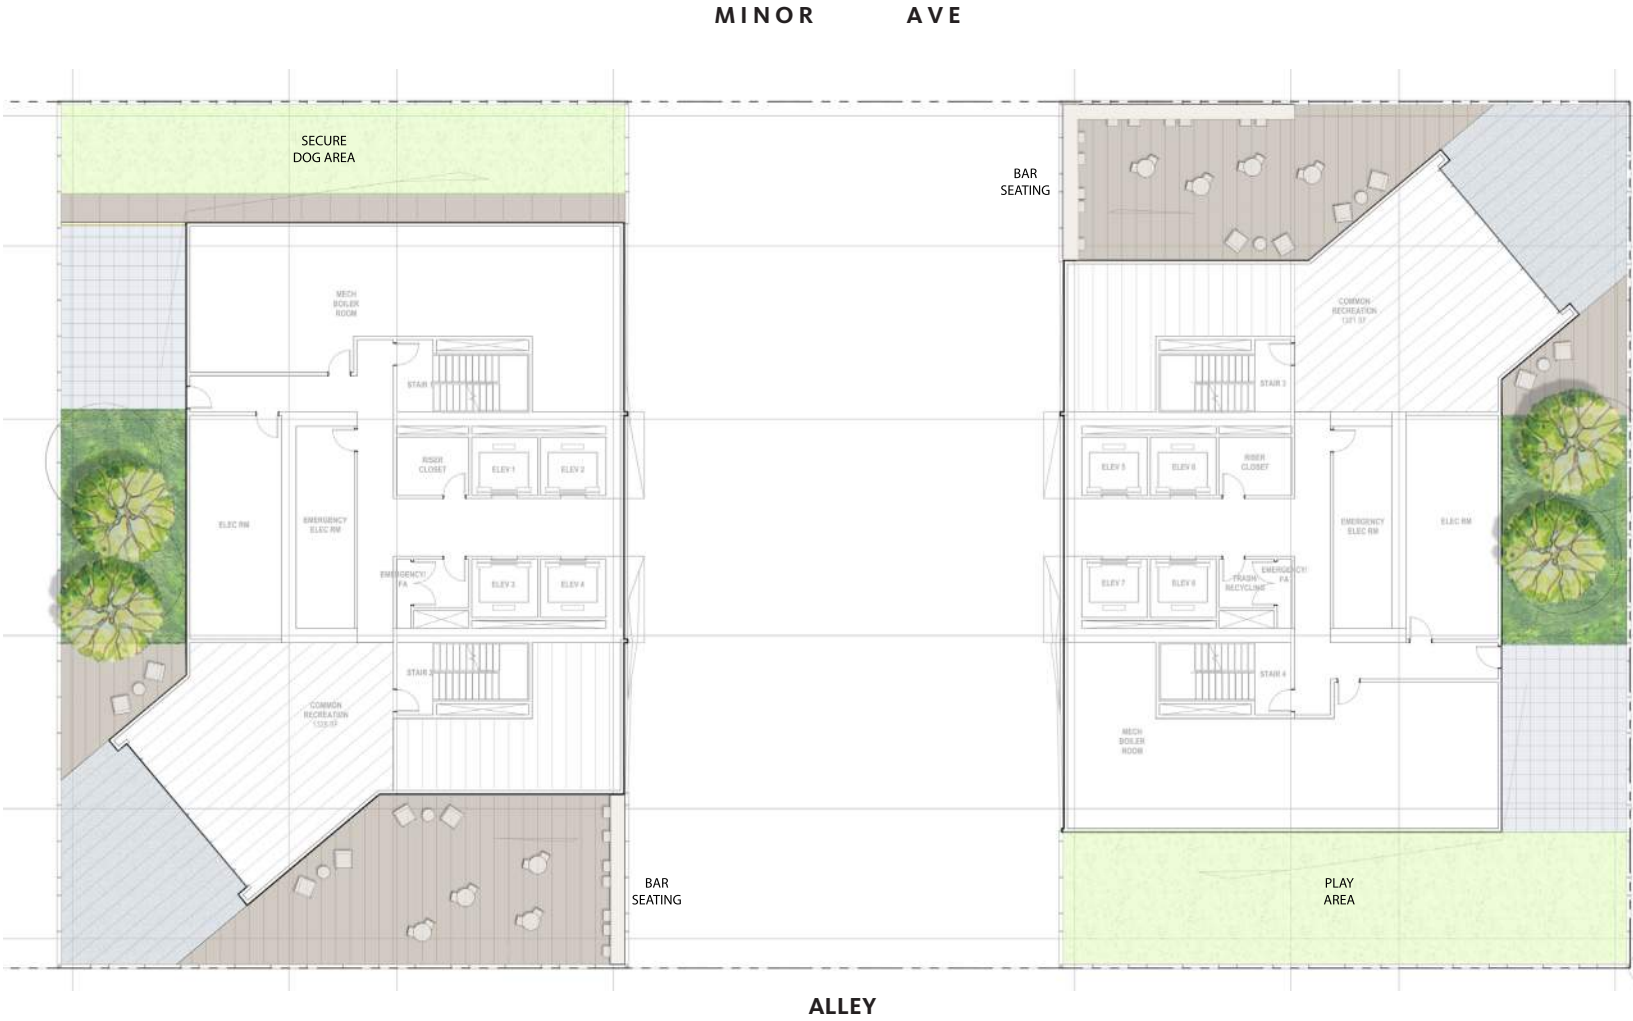 MINOR AVE
SECURE
DOG AREA
BAR
SEATING
MECH
BOILER
ROOM
COMMON
RECREATION
1321 SF
STAIR 1
STAIR 3
RISER
CLOSET
ELEV 1
ELEV 2
ELEV 5
ELEV 6
RISER
CLOSET
ELEC RM
EMERGENCY
ELEC RM
EMERGENCY
ELEC RM
ELEC RM
EMERGENCY/
FA
ELEV 3
ELEV 4
ELEV 7
ELEV 8
TRASH
RECYCLING
EMERGENCY/
FA
STAIR 2
STAIR 4
COMMON
RECREATION
MECH
BOILER
ROOM
BAR
SEATING
PLAY
AREA
ALLEY